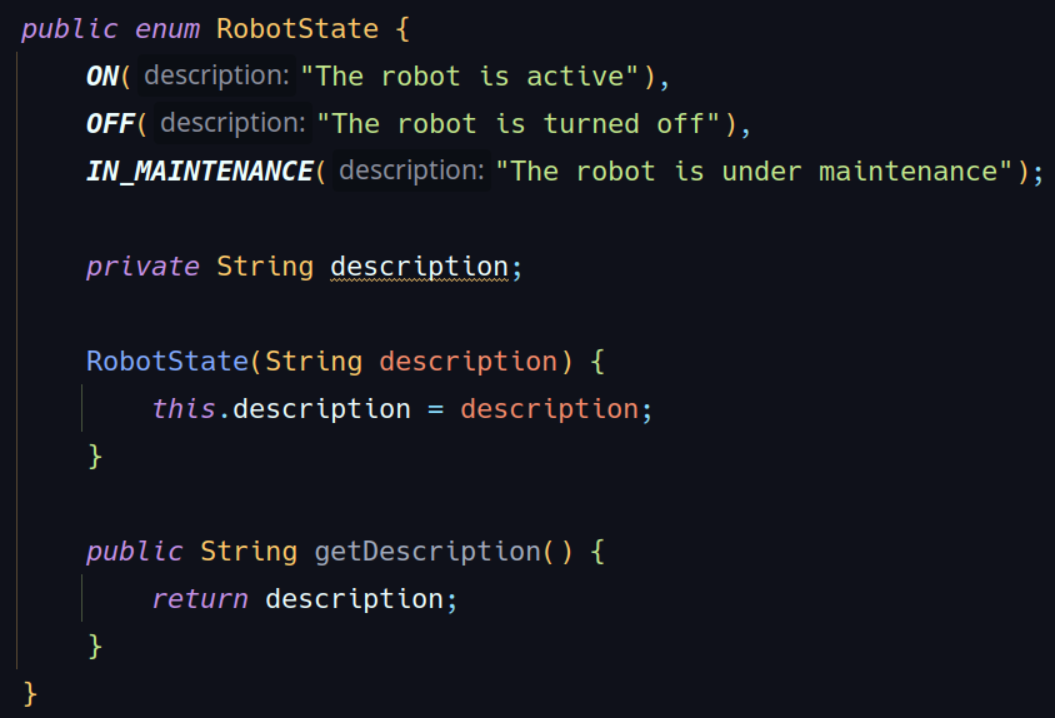 public enum RobotState {
ON( description: "The robot is active"),
OFF( description: "The robot is turned off"),
IN_MAINTENANCE( description: "The robot is under maintenance");
private String description;
RobotState(String description) {
this.description = description;
}
public String getDescription() {
return description;
}
}